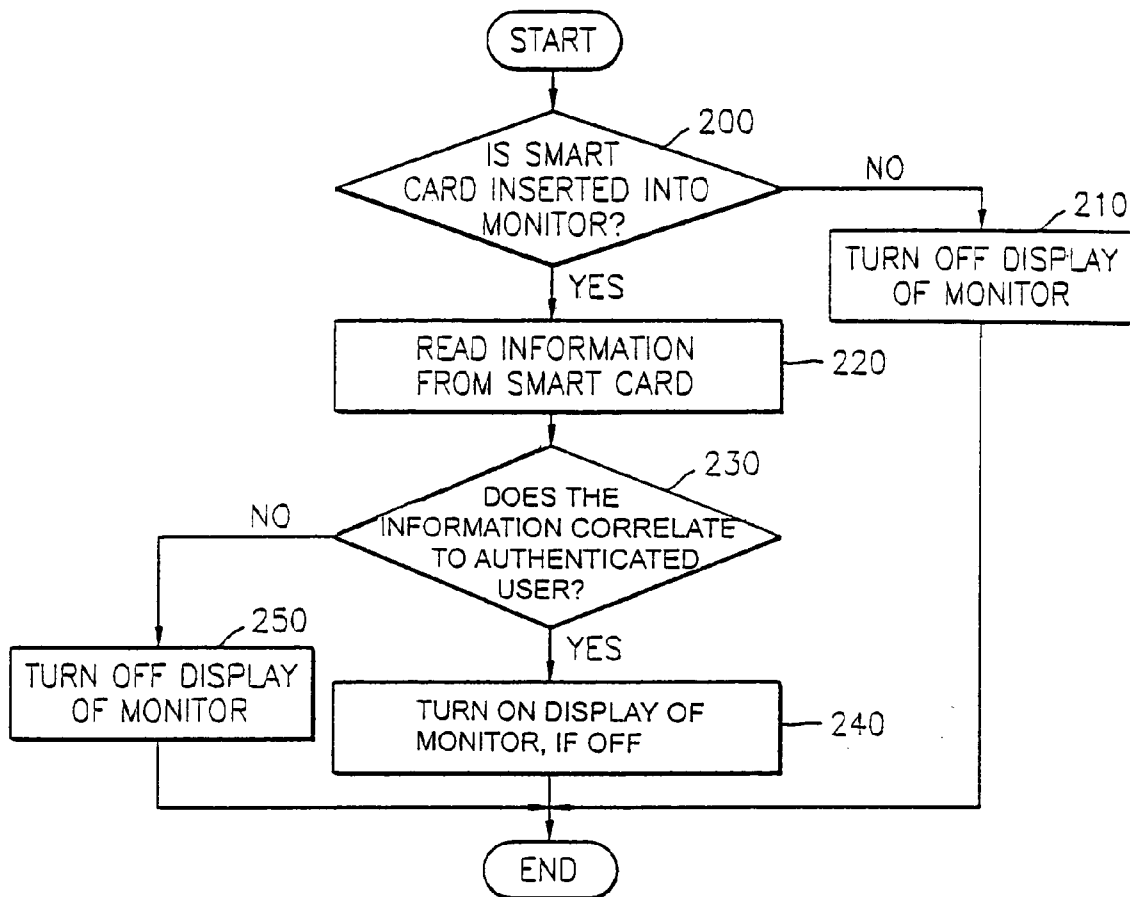 START
200
IS SMART
CARD INSERTED INTO
MONITOR?
NO
210
TURN OFF DISPLAY
OF MONITOR
YES
READ INFORMATION
FROM SMART CARD
220
230
DOES THE
INFORMATION CORRELATE
TO AUTHENTICATED
USER?
NO
250
TURN OFF DISPLAY
OF MONITOR
YES
TURN ON DISPLAY OF
MONITOR, IF OFF
240
END